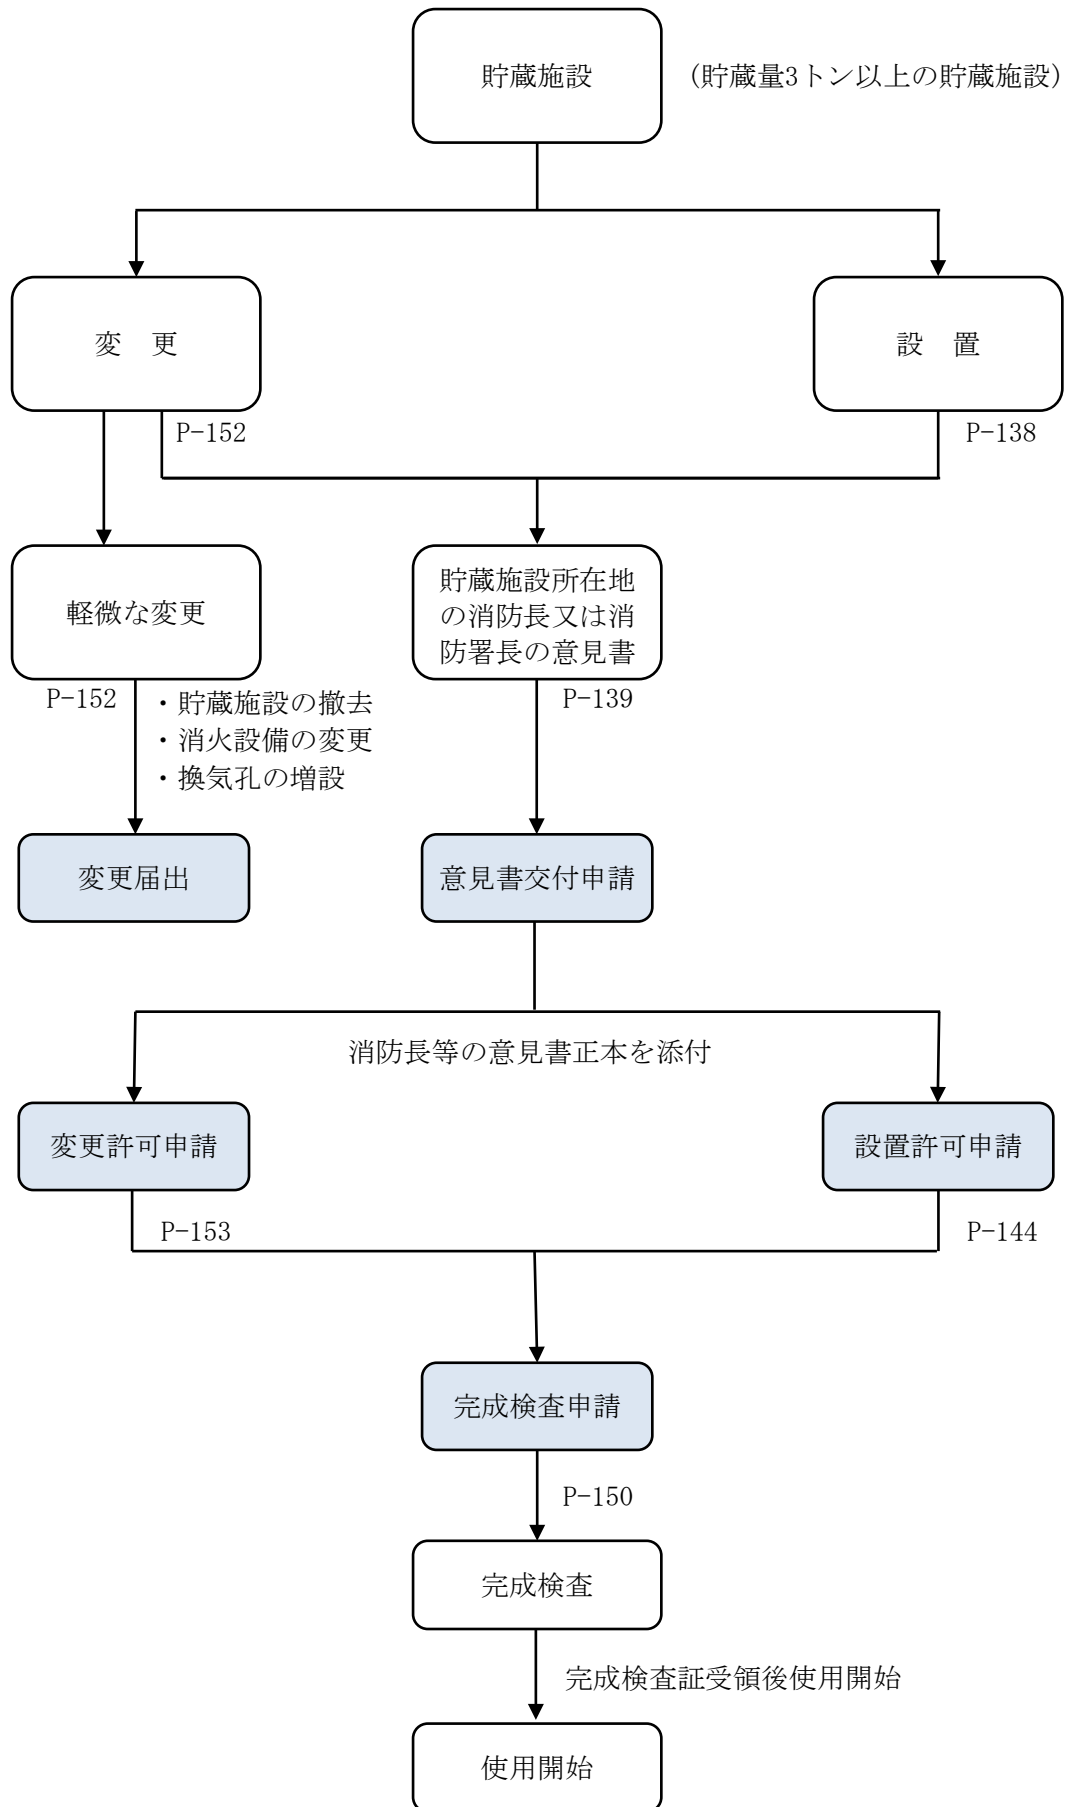 貯蔵施設
(貯蔵量3トン以上の貯蔵施設)
変　更
設　置
P-152
P-138
軽微な変更
貯蔵施設所在地
の消防長又は消
防署長の意見書
P-152
・貯蔵施設の撤去
・消火設備の変更
・換気孔の増設
P-139
変更届出
意見書交付申請
消防長等の意見書正本を添付
変更許可申請
設置許可申請
P-153
P-144
完成検査申請
P-150
完成検査
完成検査証受領後使用開始
使用開始